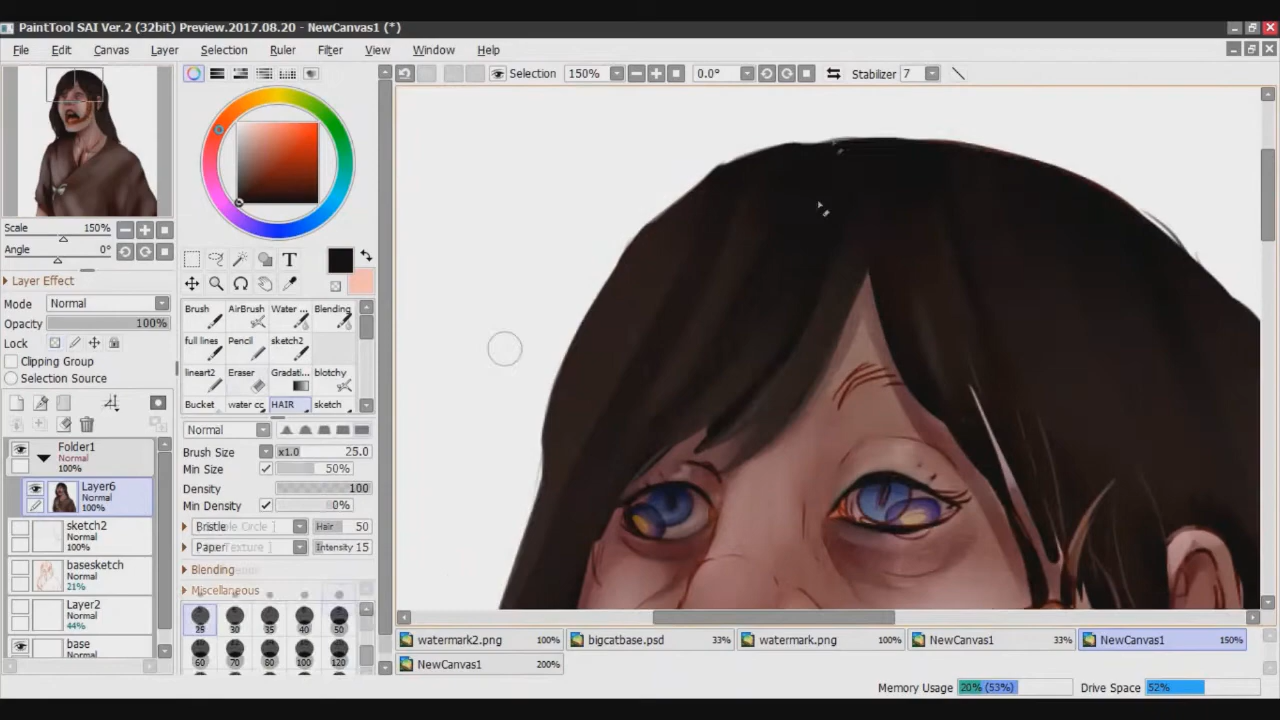 PaintTool SAI Ver.2 (32bit) Preview.2017.08.20 - NewCanvas1 (*)
File Edit Canvas Layer Selection Ruler Filter View Window Help
Selection 150% 0.0° Stabilizer 7
Scale 150%
Angle 0°
Layer Effect
Mode Normal
Opacity 100%
Lock
Clipping Group
Selection Source
Folder1
Normal
100%
Layer6
Normal
100%
sketch2
Normal
100%
basesketch
Normal
21%
Layer2
Normal
44%
base
Normal
T
Brush AirBrush Water ... Blending
full lines Pencil sketch2
lineart2 Eraser Gradati... blotchy
Bucket water cc HAIR sketch
Normal
Brush Size x1.0 25.0
Min Size 50%
Density 100
Min Density 0%
Bristle Hair 50
Paper Intensity 15
Blending
Miscellaneous
25 30 35 40 50
60 70 80 100 120
watermark2.png 100% bigcatbase.psd 33% watermark.png 100% NewCanvas1 33% NewCanvas1 150%
NewCanvas1 200%
Memory Usage 20% (53%) Drive Space 52%